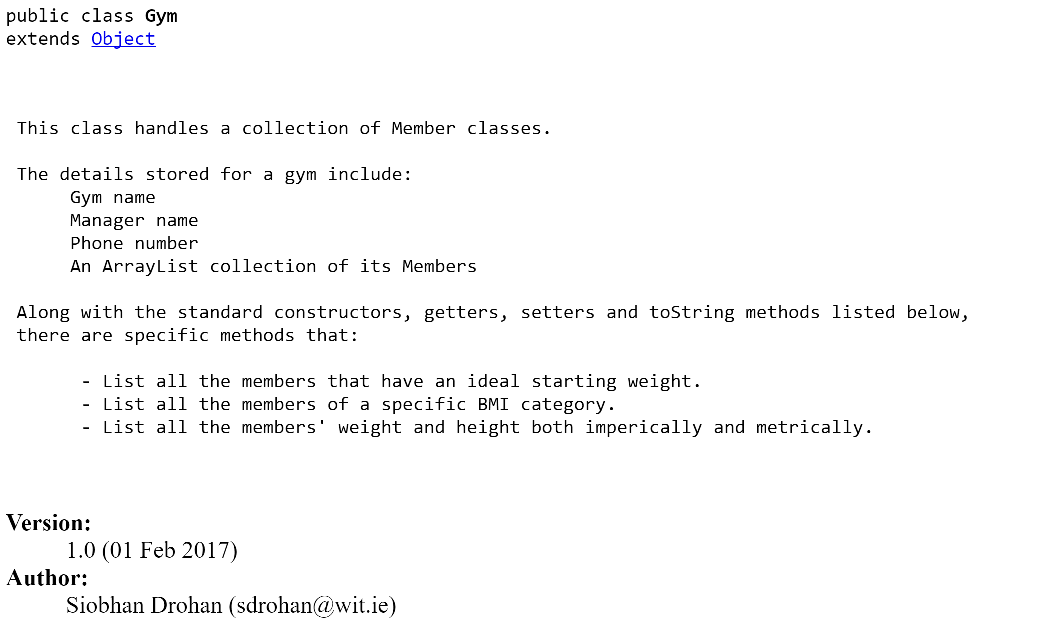 public class Gym
extends Object
This class handles a collection of Member classes.
The details stored for a gym include:
Gym name
Manager name
Phone number
An ArrayList collection of its Members
Along with the standard constructors, getters, setters and toString methods listed below,
there are specific methods that:
- List all the members that have an ideal starting weight.
- List all the members of a specific BMI category.
- List all the members' weight and height both imperically and metrically.
Version:
1.0 (01 Feb 2017)
Author:
Siobhan Drohan (sdrohan@wit.ie)